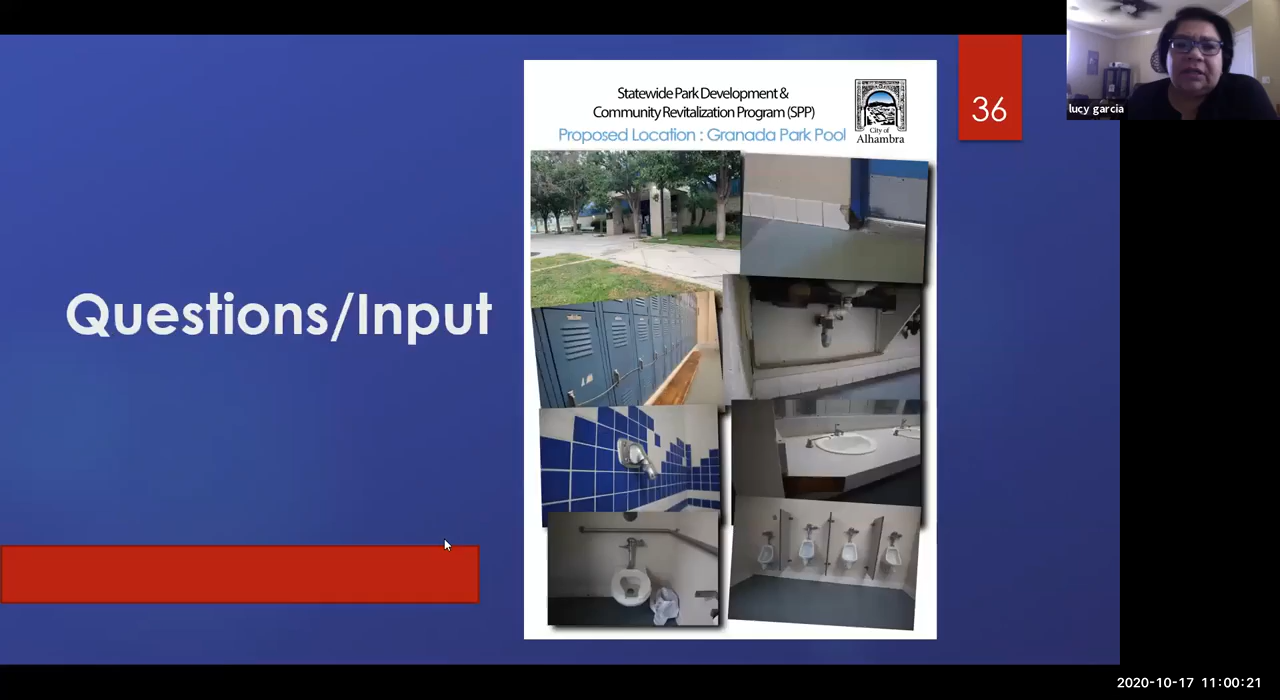 Questions/Input
Statewide Park Development &
Community Revitalization Program (SPP)
Proposed Location : Granada Park Pool
City of
Alhambra
36
lucy garcia
2020-10-17 11:00:21